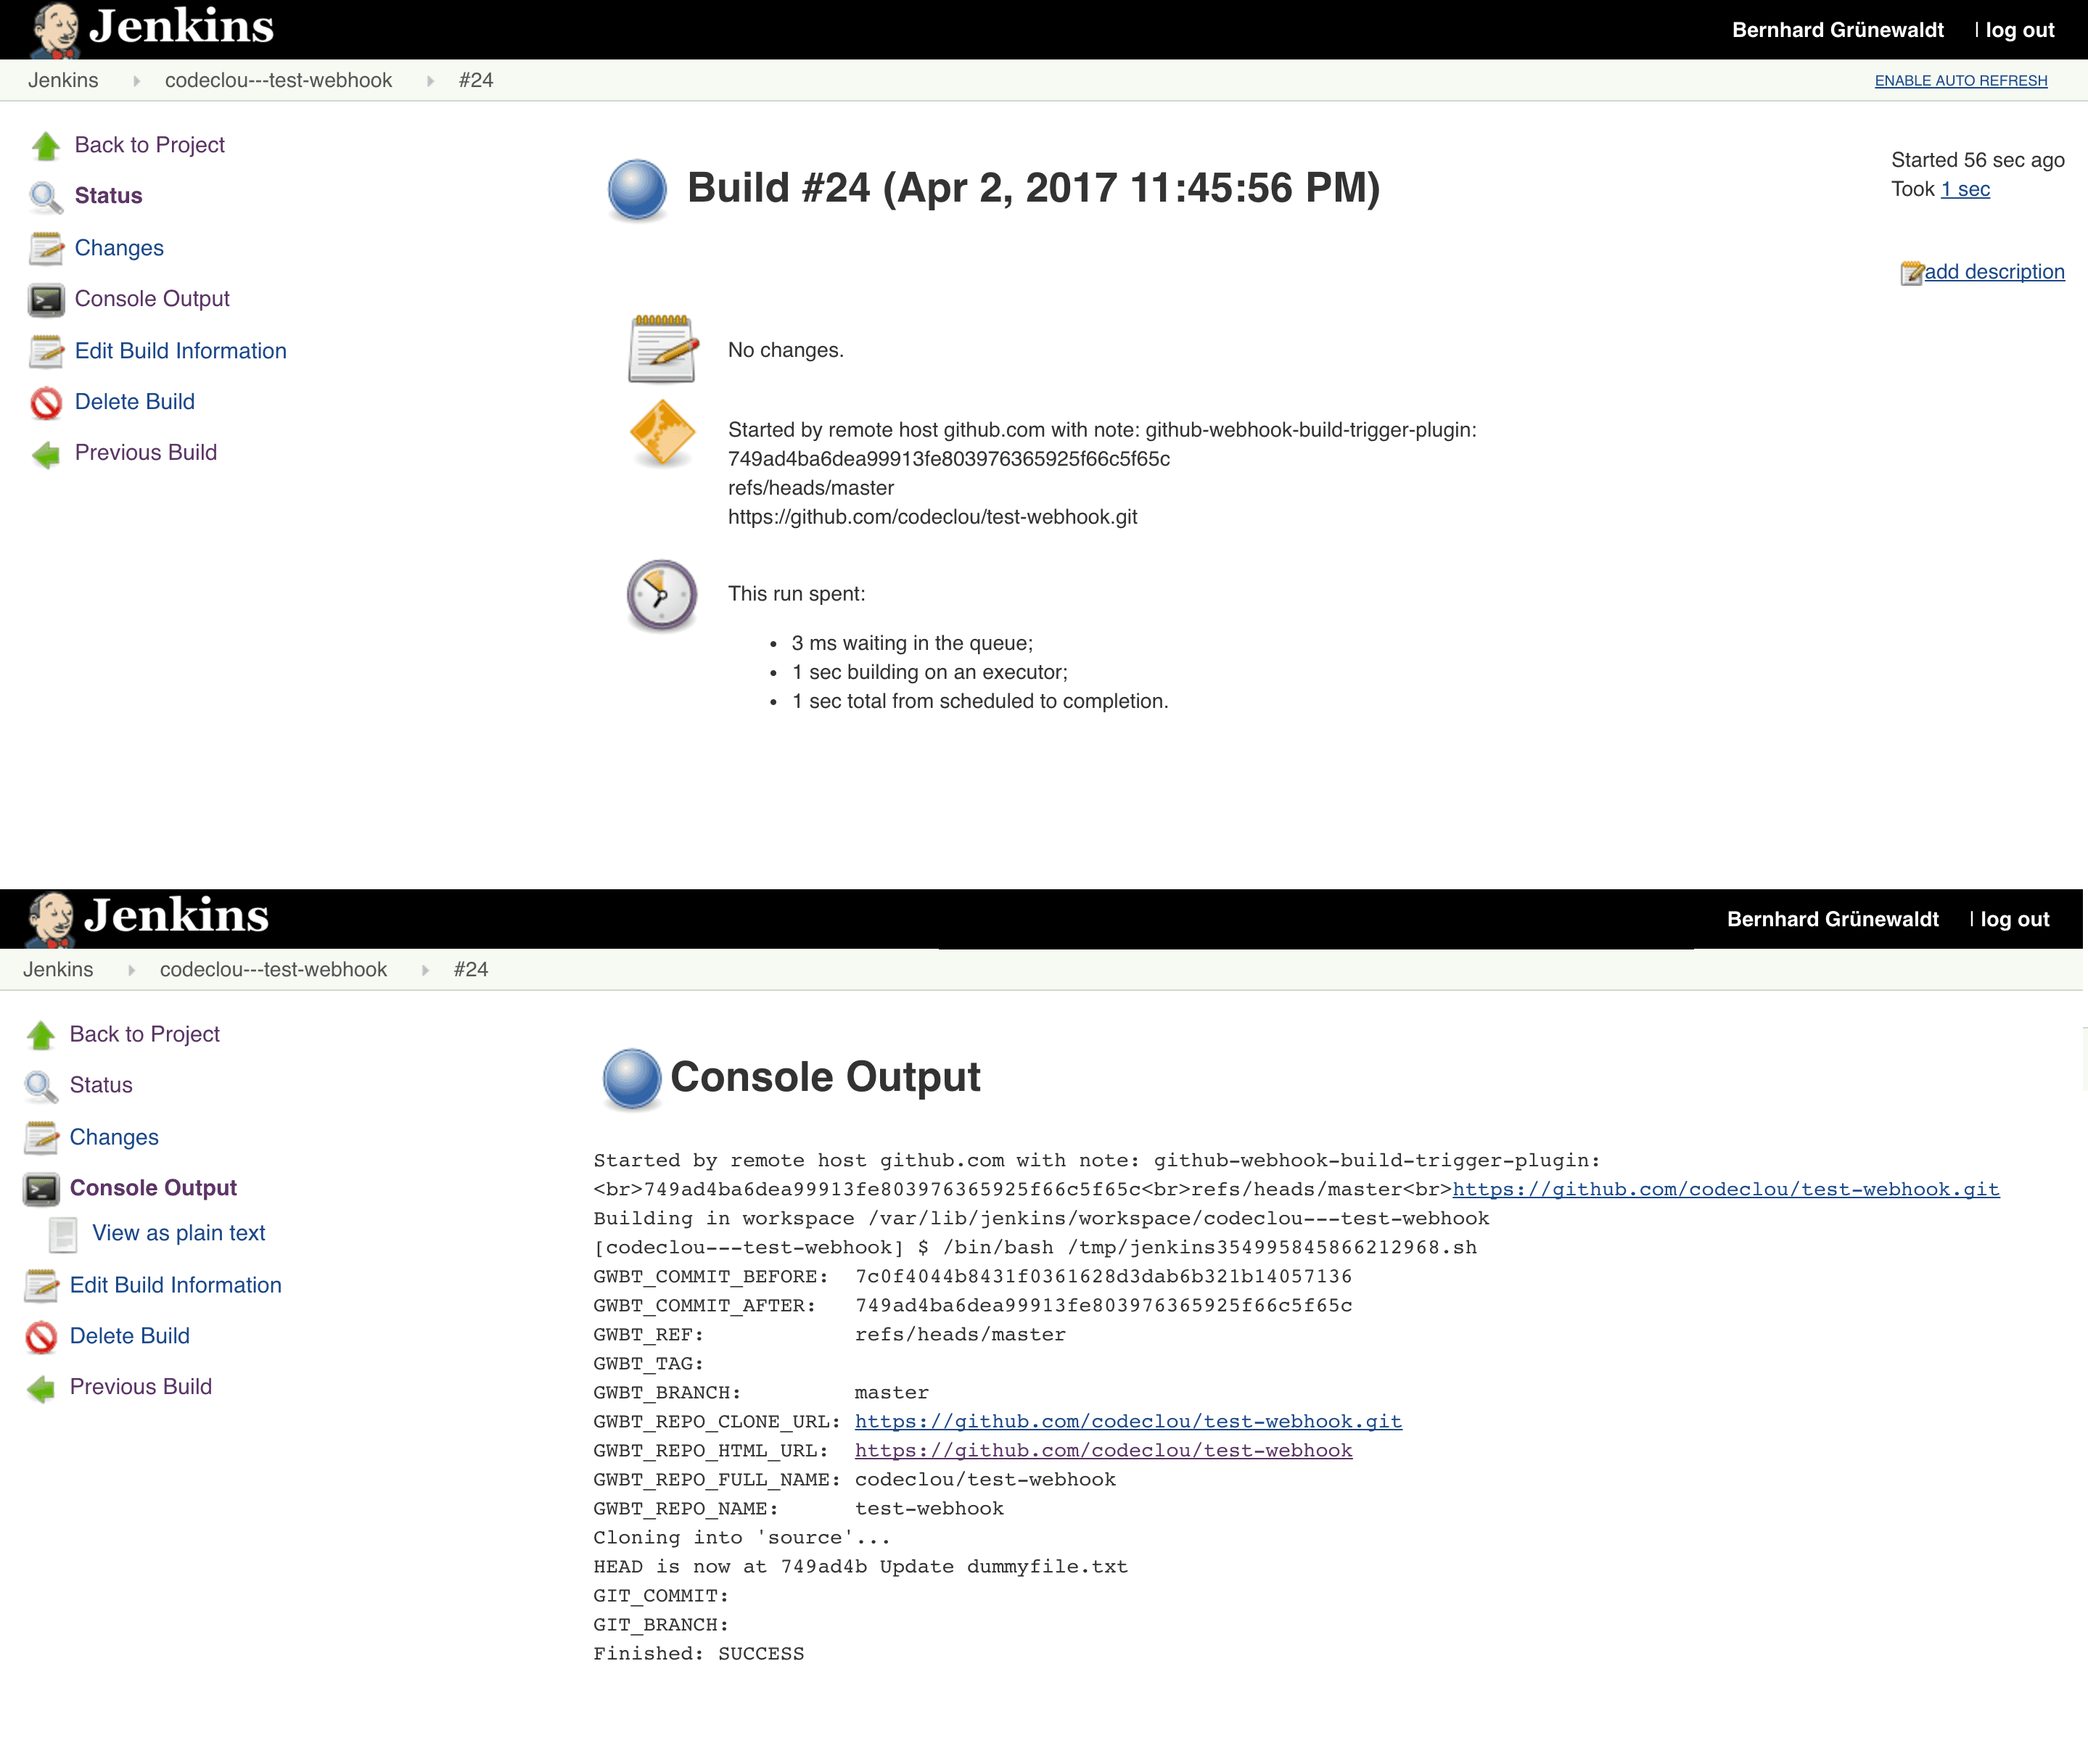 Jenkins
Bernhard Grünewaldt | log out
Jenkins codeclou---test-webhook #24
ENABLE AUTO REFRESH
Back to Project
Status
Changes
Console Output
Edit Build Information
Delete Build
Previous Build
Build #24 (Apr 2, 2017 11:45:56 PM)
Started 56 sec ago
Took 1 sec
add description
No changes.
Started by remote host github.com with note: github-webhook-build-trigger-plugin:
749ad4ba6dea99913fe803976365925f66c5f65c
refs/heads/master
https://github.com/codeclou/test-webhook.git
This run spent:
• 3 ms waiting in the queue;
• 1 sec building on an executor;
• 1 sec total from scheduled to completion.
Jenkins
Bernhard Grünewaldt | log out
Jenkins codeclou---test-webhook #24
Back to Project
Status
Changes
Console Output
View as plain text
Edit Build Information
Delete Build
Previous Build
Console Output
Started by remote host github.com with note: github-webhook-build-trigger-plugin:
<br>749ad4ba6dea99913fe803976365925f66c5f65c<br>refs/heads/master<br>https://github.com/codeclou/test-webhook.git
Building in workspace /var/lib/jenkins/workspace/codeclou---test-webhook
[codeclou---test-webhook] $ /bin/bash /tmp/jenkins354995845866212968.sh
GWBT_COMMIT_BEFORE: 7c0f4044b8431f0361628d3dab6b321b14057136
GWBT_COMMIT_AFTER: 749ad4ba6dea99913fe803976365925f66c5f65c
GWBT_REF: refs/heads/master
GWBT_TAG:
GWBT_BRANCH: master
GWBT_REPO_CLONE_URL: https://github.com/codeclou/test-webhook.git
GWBT_REPO_HTML_URL: https://github.com/codeclou/test-webhook
GWBT_REPO_FULL_NAME: codeclou/test-webhook
GWBT_REPO_NAME: test-webhook
Cloning into 'source'...
HEAD is now at 749ad4b Update dummyfile.txt
GIT_COMMIT:
GIT_BRANCH:
Finished: SUCCESS